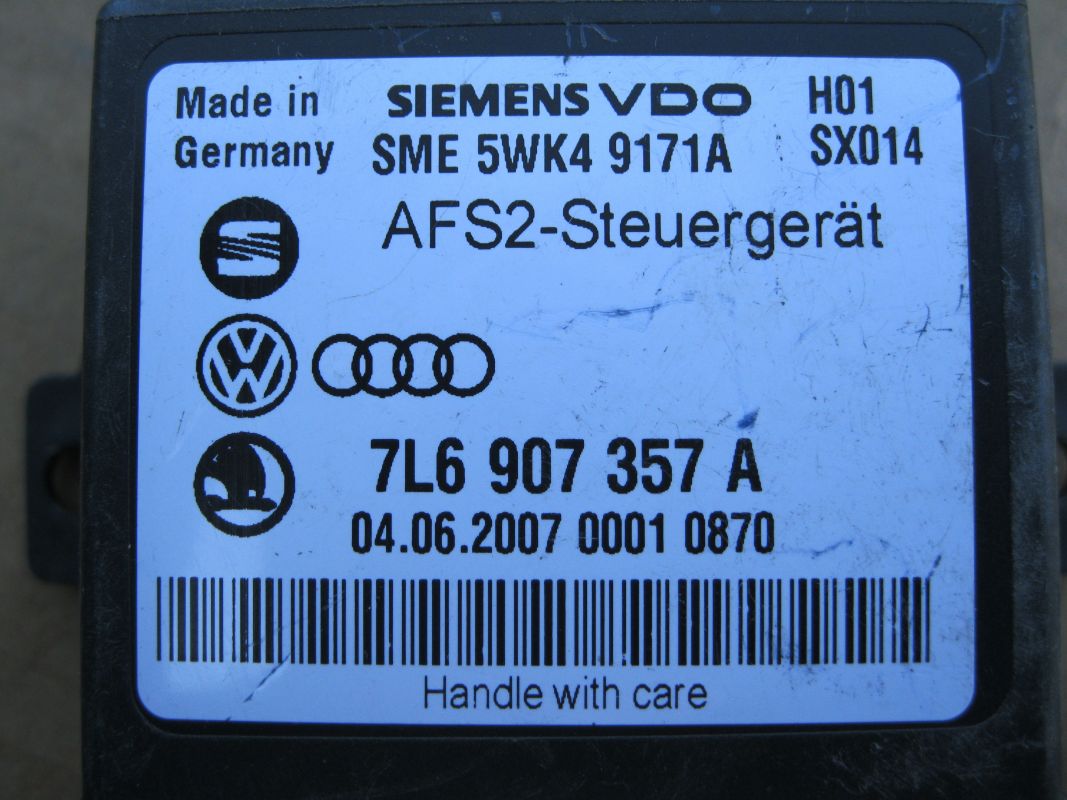 Made in SIEMENS VDO H01
Germany SME 5WK4 9171A SX014
AFS2-Steuergerät
7L6 907 357 A
04.06.2007 0001 0870
Handle with care